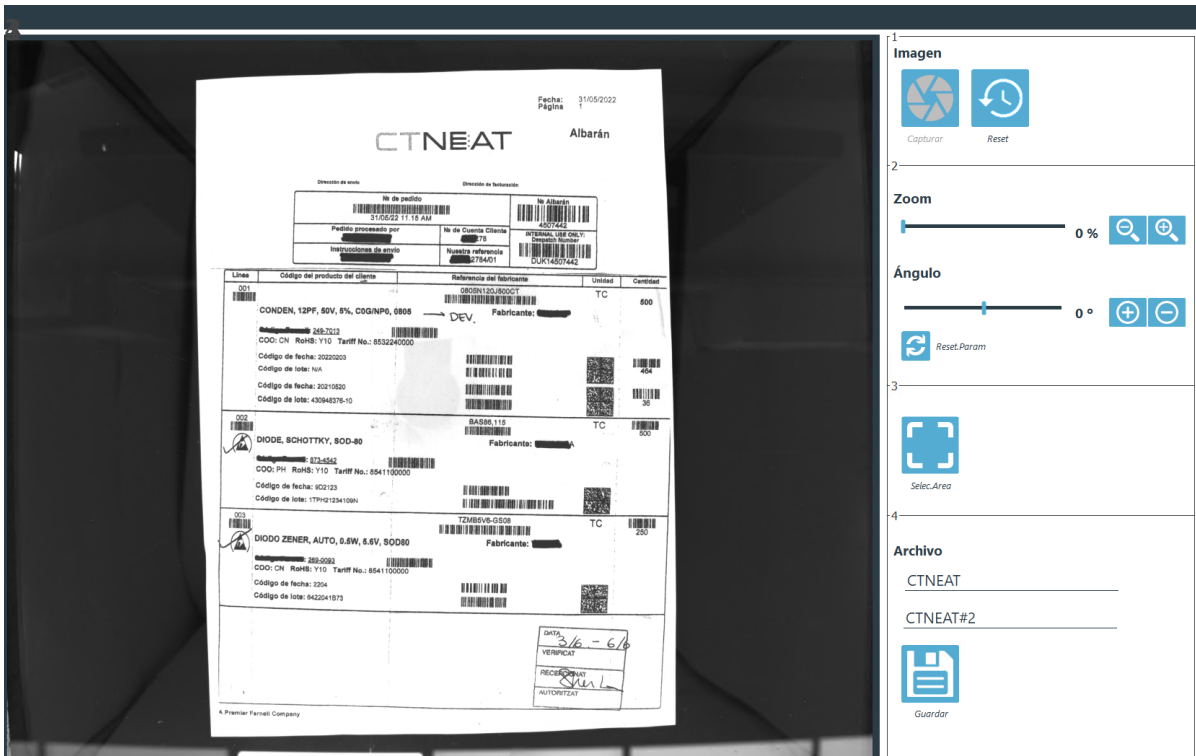 Fecha: 31/05/2022
Página 1
CTNEAT
Albarán
Dirección de envío
Dirección de facturación
№ de pedido
31/05/22 11.15 AM
№ Albarán
4507442
Pedido procesado por
№ de Cuenta Cliente
278
INTERNAL USE ONLY:
Despatch Number
DUK14507442
Instrucciones de envío
Nuestra referencia
2784/01
Línea Código del producto del cliente Referencia del fabricante Unidad Cantidad
001 0805N120J500CT TC 500
CONDEN, 12PF, 50V, 5%, C0G/NP0, 0805 → DEV. Fabricante:
249-7013
COO: CN RoHS: Y10 Tariff No.: 8532240000
Código de fecha: 20220203
464
Código de lote: N/A
Código de fecha: 20210520
36
Código de lote: 430948376-10
002 BAS86,115 TC 500
DIODE, SCHOTTKY, SOD-80 Fabricante: A
873-4542
COO: PH RoHS: Y10 Tariff No.: 8541100000
Código de fecha: 9D2123
Código de lote: 1TPH21234109N
003 TZMB5V6-GS08 TC 250
DIODO ZENER, AUTO, 0.5W, 5.6V, SOD80 Fabricante:
269-0093
COO: CN RoHS: Y10 Tariff No.: 8541100000
Código de fecha: 2204
Código de lote: 6422041B73
DATA 3/6 - 6/6
VERIFICAT
RECEPCIONAT
AUTORITZAT
A Premier Farnell Company
1
Imagen
Capturar
Reset
2
Zoom
0 %
Ángulo
0 º
Reset.Param
3
Selec.Area
4
Archivo
CTNEAT
CTNEAT#2
Guardar